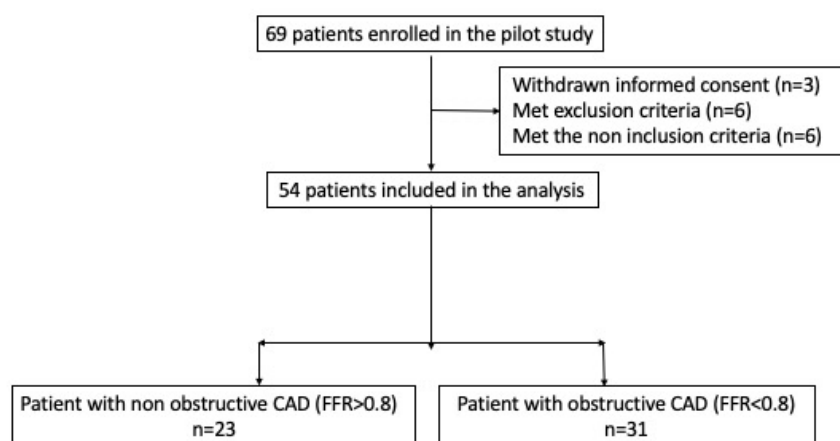 69 patients enrolled in the pilot study
Withdrawn informed consent (n=3)
Met exclusion criteria (n=6)
Met the non inclusion criteria (n=6)
54 patients included in the analysis
Patient with non obstructive CAD (FFR>0.8)
n=23
Patient with obstructive CAD (FFR<0.8)
n=31